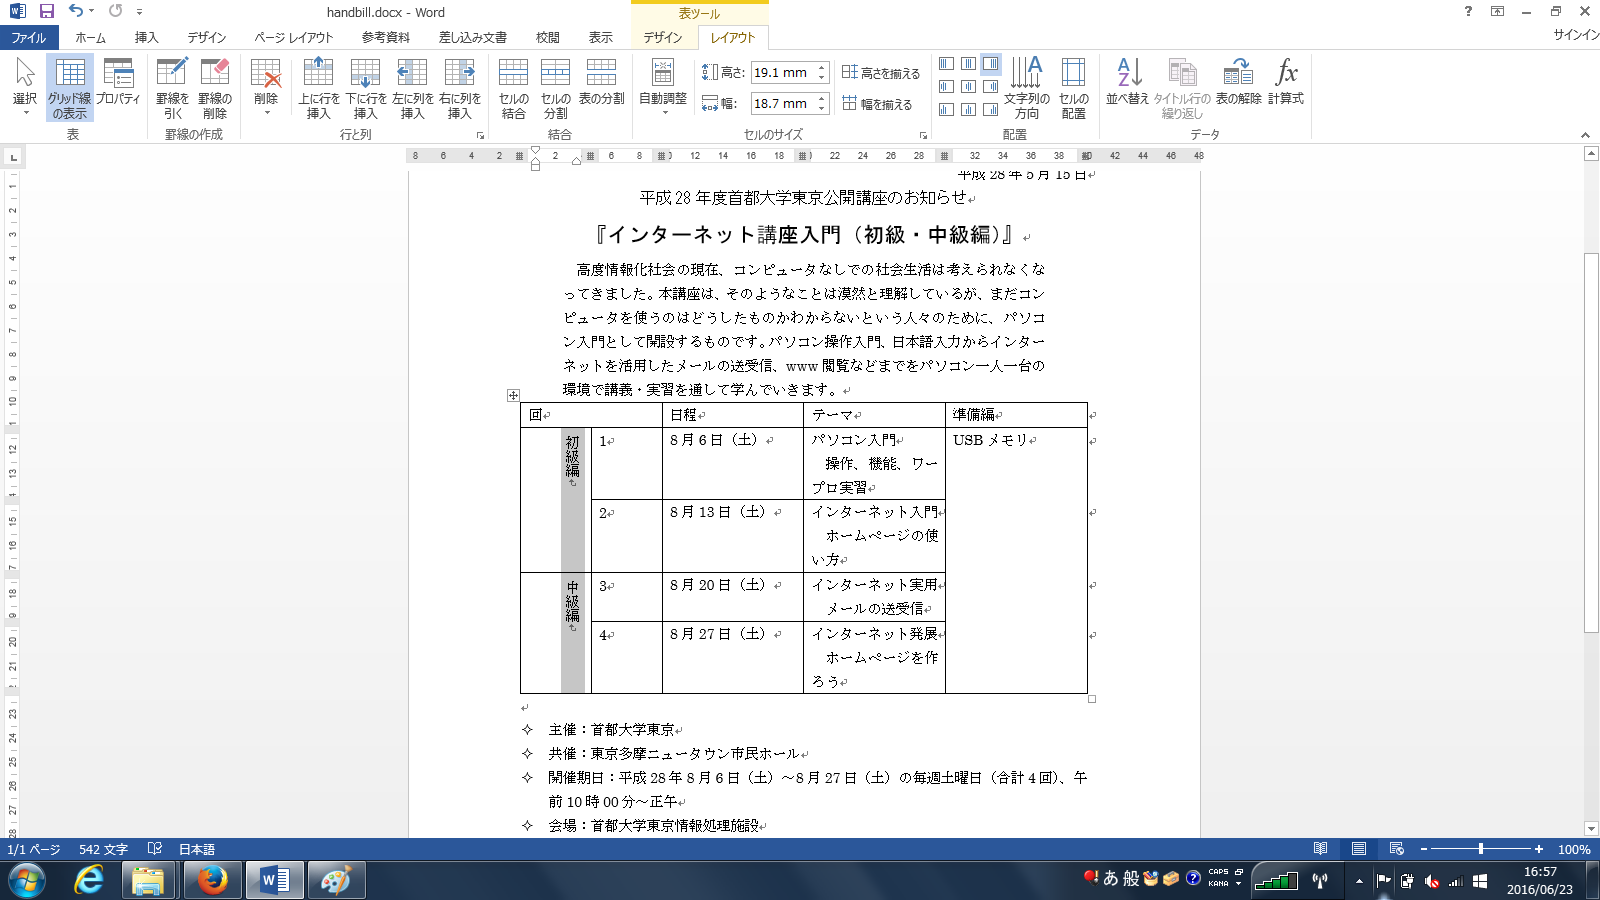 handbill.docx - Word
表ツール
ファイル ホーム 挿入 デザイン ページ レイアウト 参考資料 差し込み文書 校閲 表示 デザイン レイアウト サインイン
選択 グリッド線の表示 プロパティ 罫線を引く 罫線の削除 削除 上に行を挿入 下に行を挿入 左に列を挿入 右に列を挿入 セルの結合 セルの分割 表の分割 自動調整 高さ: 19.1 mm 幅: 18.7 mm 高さを揃える 幅を揃える 文字列の方向 セルの配置 並べ替え タイトル行の繰り返し 表の解除 計算式
表 罫線の作成 行と列 結合 セルのサイズ 配置 データ
8 6 4 2 2 6 8 12 14 16 18 22 24 26 28 32 34 36 38 42 44 46 48
平成 28 年 5 月 15 日
平成 28 年度首都大学東京公開講座のお知らせ
『インターネット講座入門（初級・中級編）』
高度情報化社会の現在、コンピュータなしでの社会生活は考えられなくな
ってきました。本講座は、そのようなことは漠然と理解しているが、まだコン
ピュータを使うのはどうしたものかわからないという人々のために、パソコ
ン入門として開設するものです。パソコン操作入門、日本語入力からインター
ネットを活用したメールの送受信、www 閲覧などまでをパソコン一人一台の
環境で講義・実習を通して学んでいきます。
回 日程 テーマ 準備編
初級編 1 8 月 6 日（土） パソコン入門 USB メモリ
操作、機能、ワー
プロ実習
2 8 月 13 日（土） インターネット入門
ホームページの使
い方
中級編 3 8 月 20 日（土） インターネット実用
メールの送受信
4 8 月 27 日（土） インターネット発展
ホームページを作
ろう
主催：首都大学東京
共催：東京多摩ニュータウン市民ホール
開催期日：平成 28 年 8 月 6 日（土）～8 月 27 日（土）の毎週土曜日（合計 4 回）、午
前 10 時 00 分～正午
会場：首都大学東京情報処理施設
1/1 ページ 542 文字 日本語 100%
あ 般 CAPS KANA
16:57
2016/06/23